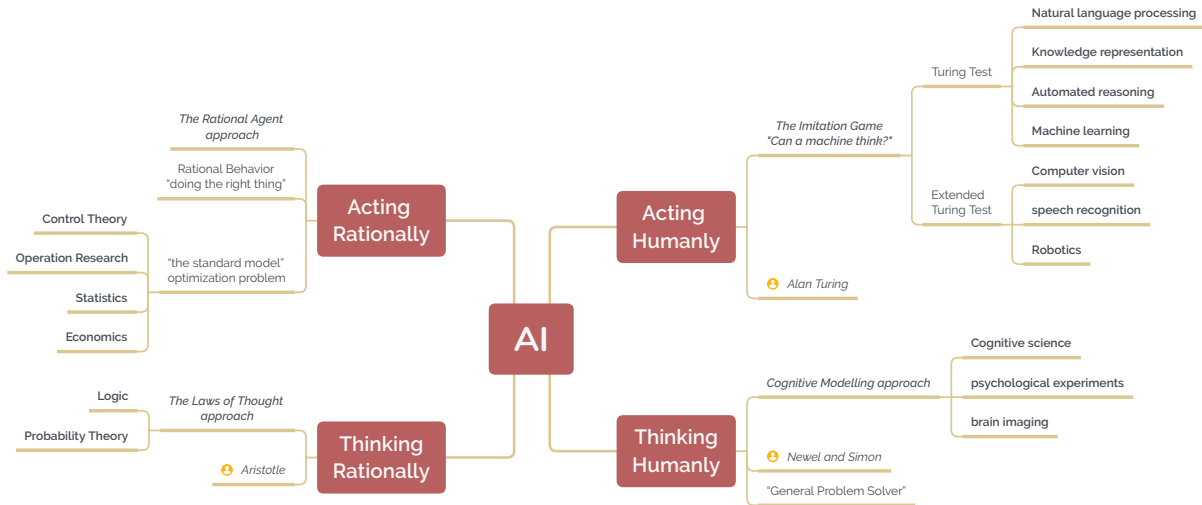 AI
Acting
Rationally
The Rational Agent
approach
Rational Behavior
“doing the right thing”
“the standard model”
optimization problem
Control Theory
Operation Research
Statistics
Economics
Thinking
Rationally
The Laws of Thought
approach
Logic
Probability Theory
Aristotle
Acting
Humanly
The Imitation Game
"Can a machine think?"
Turing Test
Natural language processing
Knowledge representation
Automated reasoning
Machine learning
Extended
Turing Test
Computer vision
speech recognition
Robotics
Alan Turing
Thinking
Humanly
Cognitive Modelling approach
Cognitive science
psychological experiments
brain imaging
Newel and Simon
“General Problem Solver”